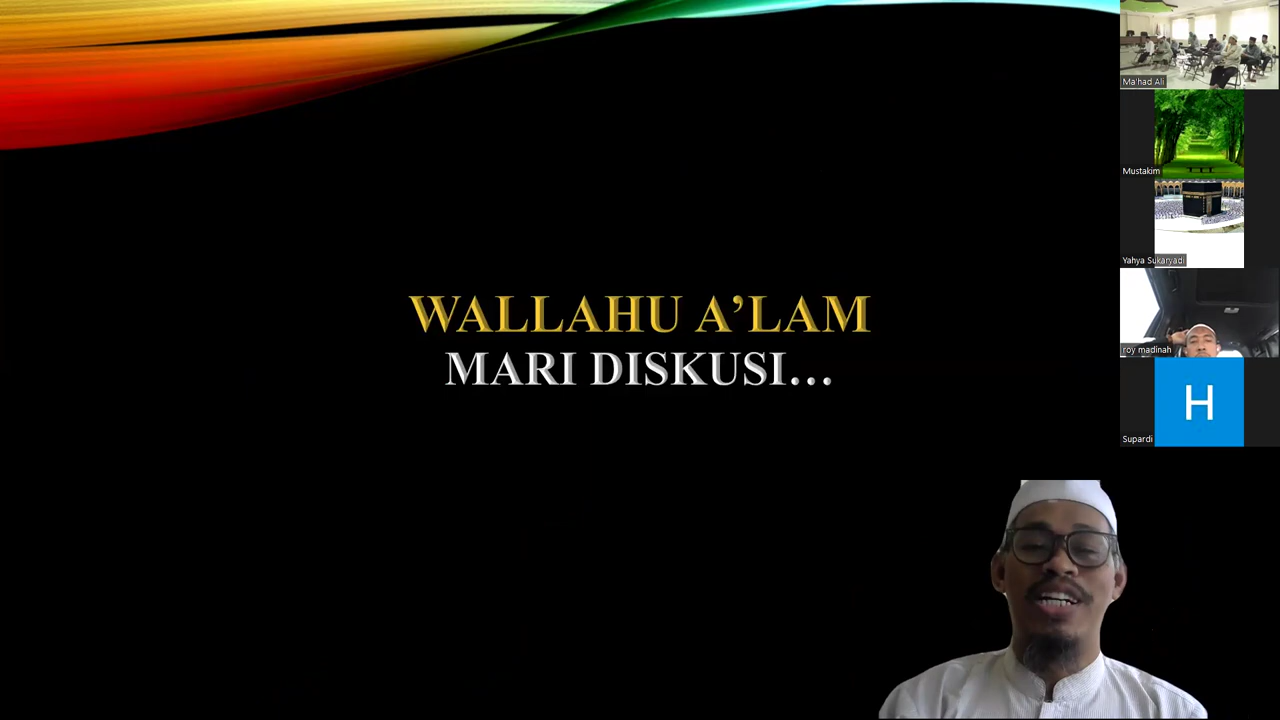 WALLAHU A’LAM
MARI DISKUSI…
Ma'had Ali
Mustakim
Yahya Sukaryadi
roy madinah
H
Supardi